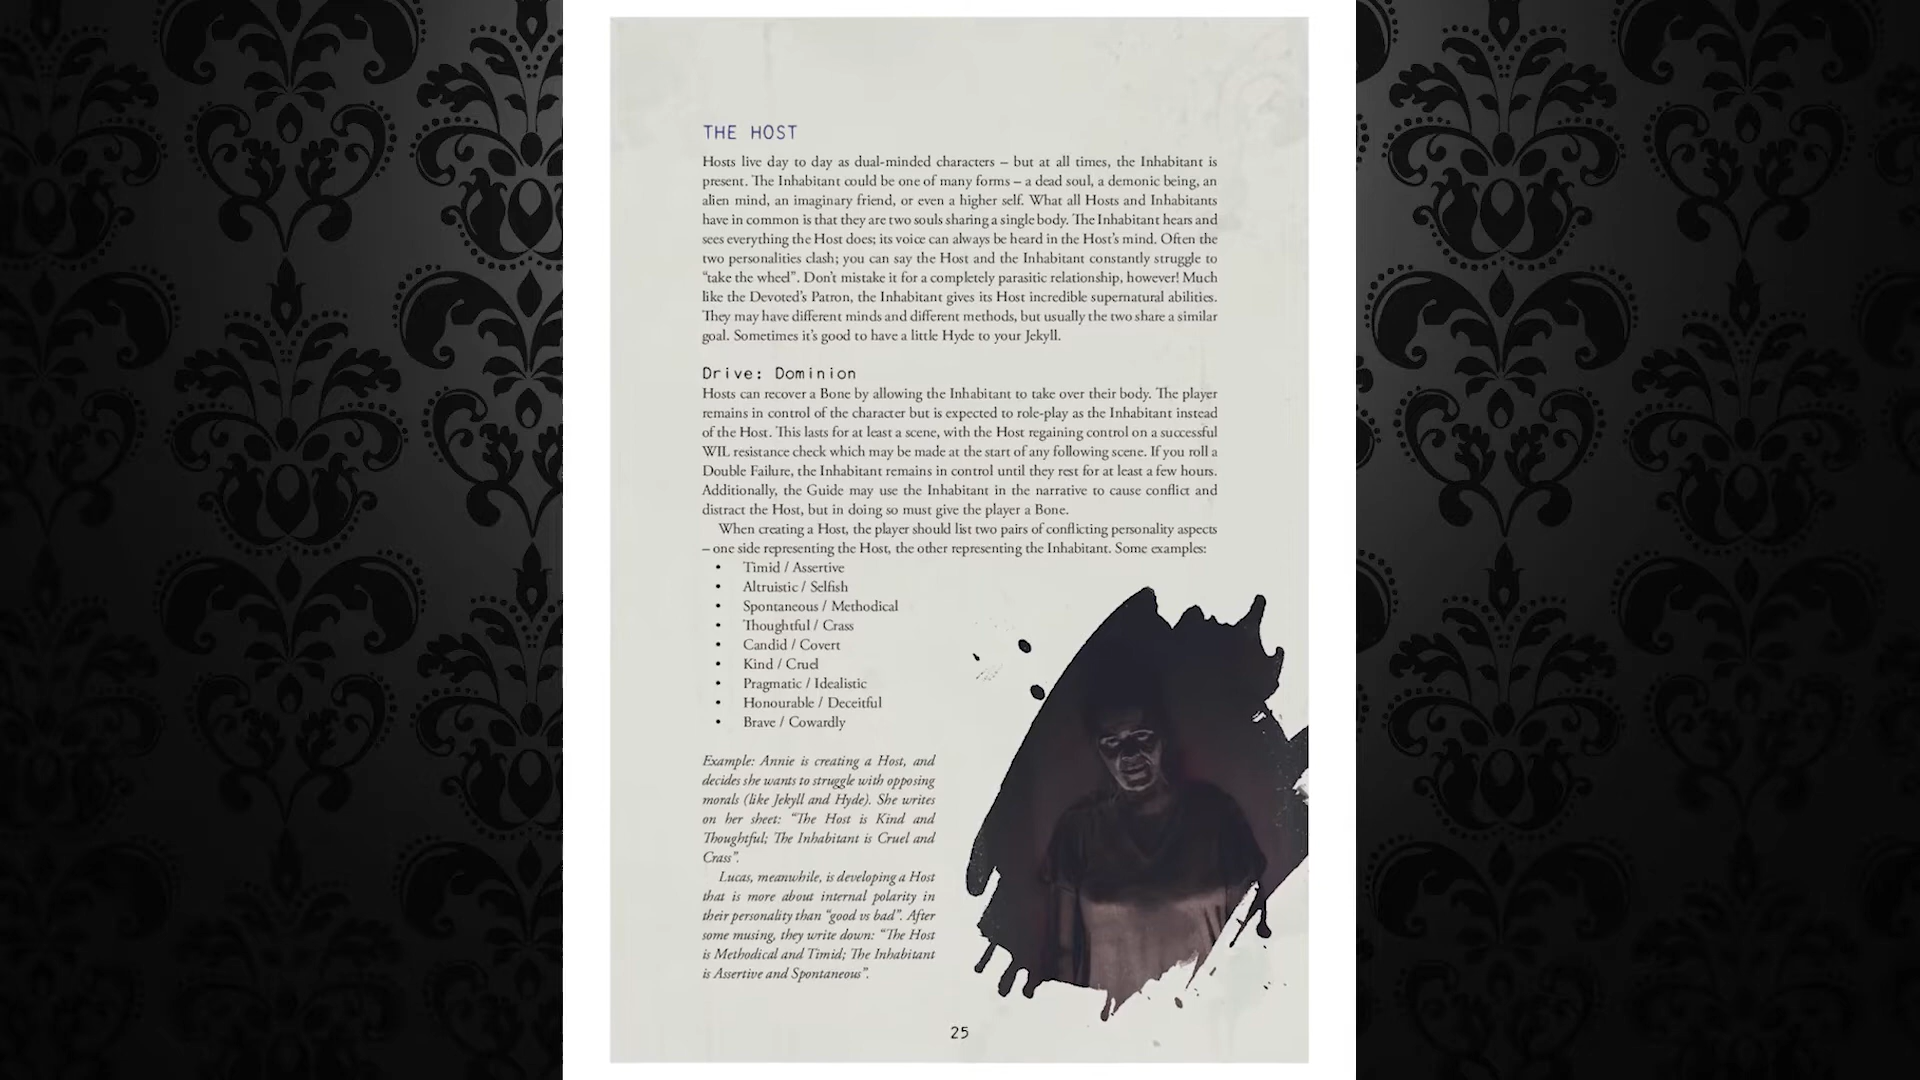 THE HOST
Hosts live day to day as dual-minded characters – but at all times, the Inhabitant is
present. The Inhabitant could be one of many forms – a dead soul, a demonic being, an
alien mind, an imaginary friend, or even a higher self. What all Hosts and Inhabitants
have in common is that they are two souls sharing a single body. The Inhabitant hears and
sees everything the Host does; its voice can always be heard in the Host’s mind. Often the
two personalities clash; you can say the Host and the Inhabitant constantly struggle to
“take the wheel”. Don’t mistake it for a completely parasitic relationship, however! Much
like the Devoted’s Patron, the Inhabitant gives its Host incredible supernatural abilities.
They may have different minds and different methods, but usually the two share a similar
goal. Sometimes it’s good to have a little Hyde to your Jekyll.
Drive: Dominion
Hosts can recover a Bone by allowing the Inhabitant to take over their body. The player
remains in control of the character but is expected to role-play as the Inhabitant instead
of the Host. This lasts for at least a scene, with the Host regaining control on a successful
WIL resistance check which may be made at the start of any following scene. If you roll a
Double Failure, the Inhabitant remains in control until they rest for at least a few hours.
Additionally, the Guide may use the Inhabitant in the narrative to cause conflict and
distract the Host, but in doing so must give the player a Bone.
When creating a Host, the player should list two pairs of conflicting personality aspects
– one side representing the Host, the other representing the Inhabitant. Some examples:
• Timid / Assertive
• Altruistic / Selfish
• Spontaneous / Methodical
• Thoughtful / Crass
• Candid / Covert
• Kind / Cruel
• Pragmatic / Idealistic
• Honourable / Deceitful
• Brave / Cowardly
Example: Annie is creating a Host, and
decides she wants to struggle with opposing
morals (like Jekyll and Hyde). She writes
on her sheet: “The Host is Kind and
Thoughtful; The Inhabitant is Cruel and
Crass”.
Lucas, meanwhile, is developing a Host
that is more about internal polarity in
their personality than “good vs bad”. After
some musing, they write down: “The Host
is Methodical and Timid; The Inhabitant
is Assertive and Spontaneous”.
25